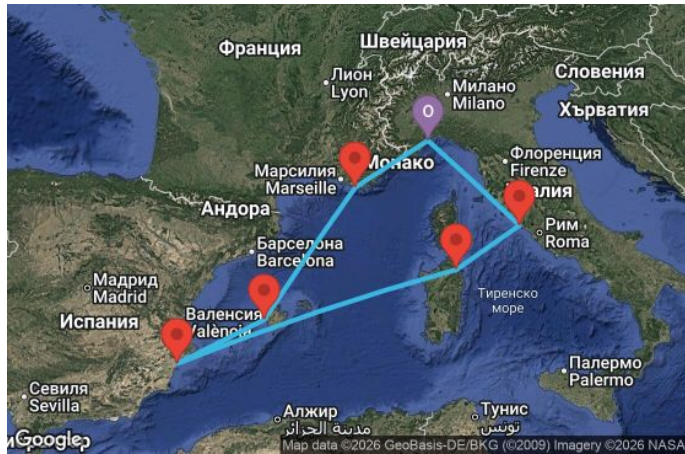 Франция
Швейцария
Словения
Лион
Lyon
Милано
Milano
Хърватия
O
Марсилия
Marseille
Монако
Флоренция
Firenze
Андора
Барселона
Barcelona
Рим
Roma
Мадрид
Madrid
Валенсия
València
Испания
Тиренско
море
Палермо
Palermo
Севиля
Sevilla
Алжир
مدينة الجزائر
Тунис
تونس
Google
Map data ©2026 GeoBasis-DE/BKG (©2009) Imagery ©2026 NASA